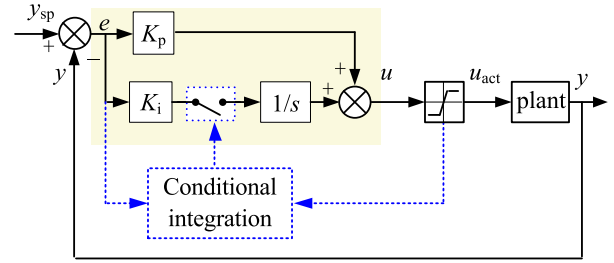 y_sp
e
K_p
+
−
y
+
u
u_act
y
K_i
1/s
+
plant
Conditional
integration